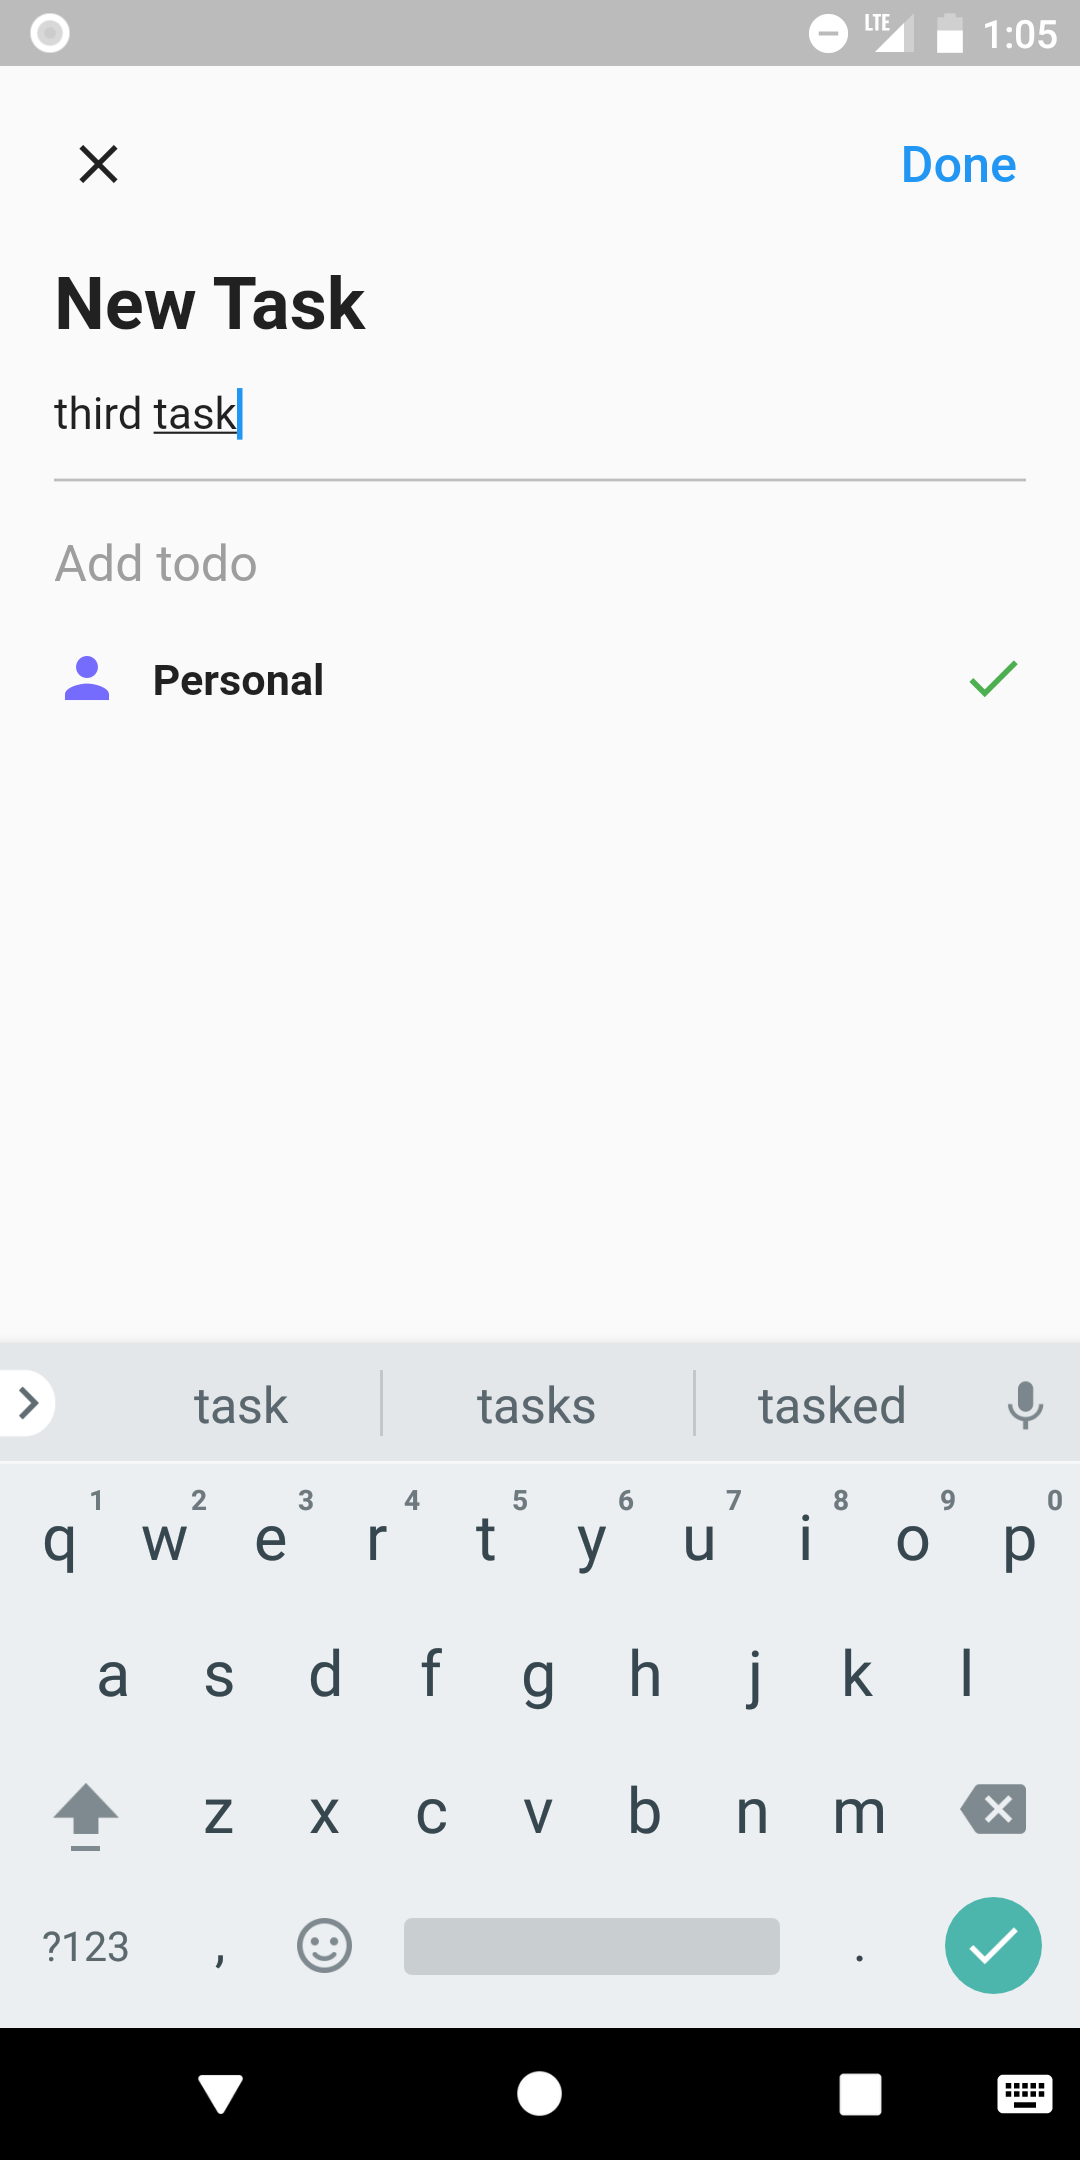 LTE 1:05
Done
New Task
third task
Add todo
Personal
task tasks tasked
1 2 3 4 5 6 7 8 9 0
q w e r t y u i o p
a s d f g h j k l
z x c v b n m
?123 , .